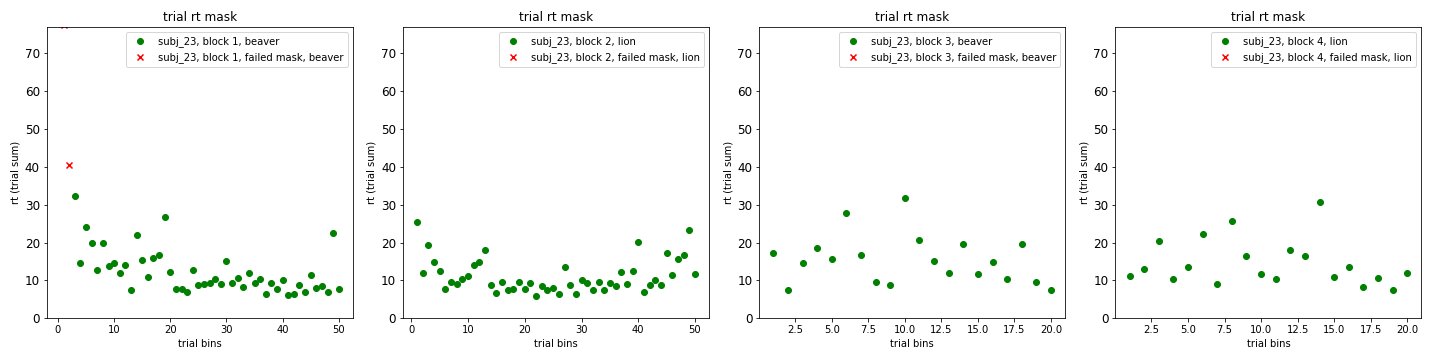 trial rt mask
subj_23, block 1, beaver
subj_23, block 1, failed mask, beaver
rt (trial sum)
70
60
50
40
30
20
10
0
0 10 20 30 40 50
trial bins
trial rt mask
subj_23, block 2, lion
subj_23, block 2, failed mask, lion
rt (trial sum)
70
60
50
40
30
20
10
0
0 10 20 30 40 50
trial bins
trial rt mask
subj_23, block 3, beaver
subj_23, block 3, failed mask, beaver
rt (trial sum)
70
60
50
40
30
20
10
0
2.5 5.0 7.5 10.0 12.5 15.0 17.5 20.0
trial bins
trial rt mask
subj_23, block 4, lion
subj_23, block 4, failed mask, lion
rt (trial sum)
70
60
50
40
30
20
10
0
2.5 5.0 7.5 10.0 12.5 15.0 17.5 20.0
trial bins